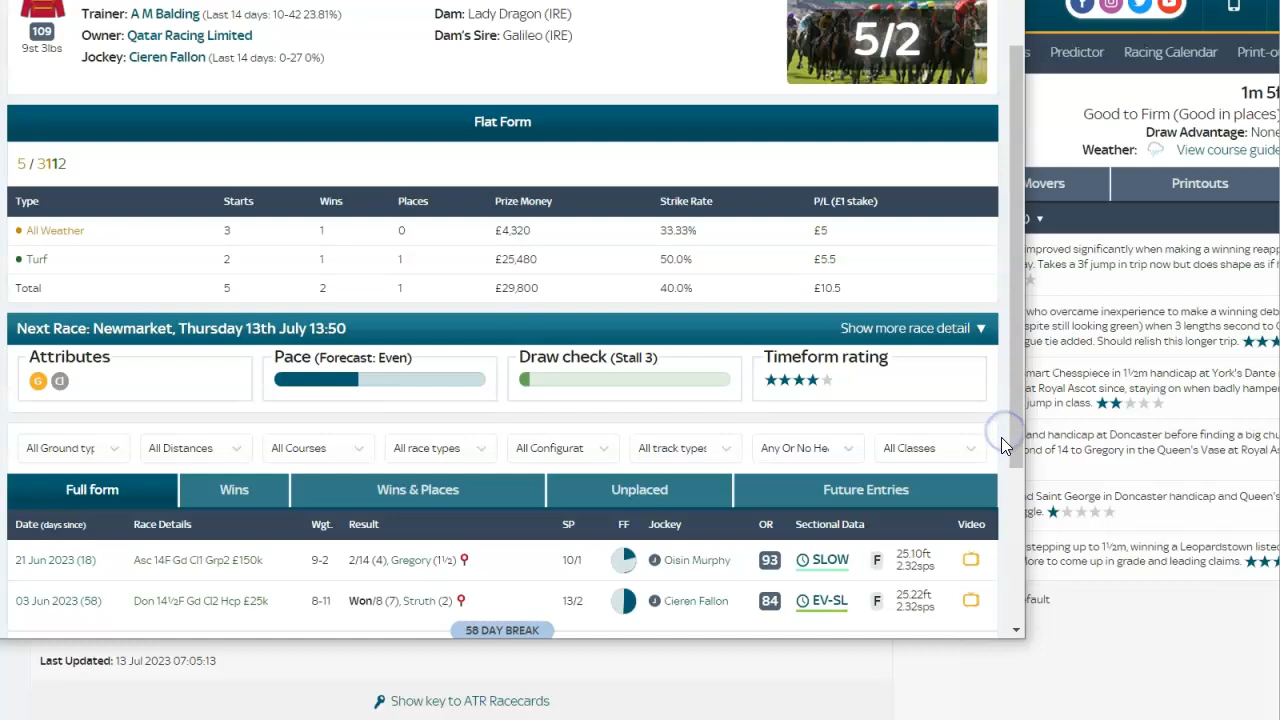 Trainer: A M Balding (Last 14 days: 10-42 23.81%)
Dam: Lady Dragon (IRE)
109
Owner: Qatar Racing Limited
Dam's Sire: Galileo (IRE)
9st 3lbs
Jockey: Cieren Fallon (Last 14 days: 0-27 0%)
5/2
Predictor Racing Calendar Print-o
Flat Form
1m 5f
Good to Firm (Good in places)
Draw Advantage: None
Weather: View course guide
5 / 3112
Movers Printouts
Type Starts Wins Places Prize Money Strike Rate P/L (£1 stake)
All Weather 3 1 0 £4,320 33.33% £5
Turf 2 1 1 £25,480 50.0% £5.5
Total 5 2 1 £29,800 40.0% £10.5
improved significantly when making a winning reapp
ay. Takes a 3f jump in trip now but does shape as if
who overcame inexperience to make a winning deb
spite still looking green) when 3 lengths second to
gue tie added. Should relish this longer trip.
Next Race: Newmarket, Thursday 13th July 13:50 Show more race detail ▼
Attributes Pace (Forecast: Even) Draw check (Stall 3) Timeform rating
G Cl
smart Chesspiece in 1½m handicap at York's Dante
at Royal Ascot since, staying on when badly hamper
jump in class.
and handicap at Doncaster before finding a big chu
ond of 14 to Gregory in the Queen's Vase at Royal As
All Ground typ All Distances All Courses All race types All Configurat All track types Any Or No He All Classes
Full form Wins Wins & Places Unplaced Future Entries
d Saint George in Doncaster handicap and Queen's
ggle.
Date (days since) Race Details Wgt. Result SP FF Jockey OR Sectional Data Video
21 Jun 2023 (18) Asc 14F Gd Cl1 Grp2 £150k 9-2 2/14 (4), Gregory (1½) 10/1 J Oisin Murphy 93 SLOW F 25.10ft
2.32sps
stepping up to 1½m, winning a Leopardstown listed
More to come up in grade and leading claims.
03 Jun 2023 (58) Don 14½F Gd Cl2 Hcp £25k 8-11 Won/8 (7), Struth (2) 13/2 J Cieren Fallon 84 EV-SL F 25.22ft
2.32sps
efault
58 DAY BREAK
Last Updated: 13 Jul 2023 07:05:13
Show key to ATR Racecards